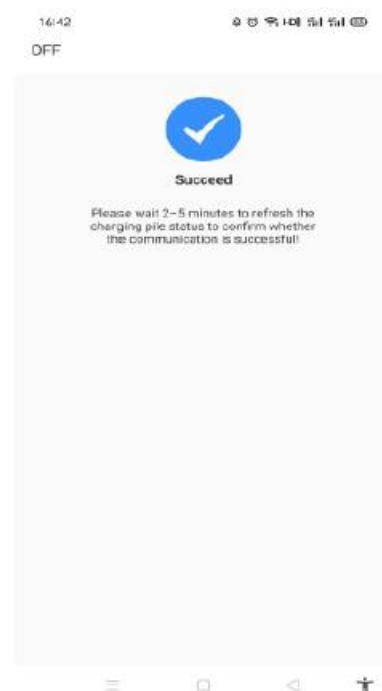 16:42
OFF
Succeed
Please wait 2-5 minutes to refresh the
charging pile status to confirm whether
the communication is successful!